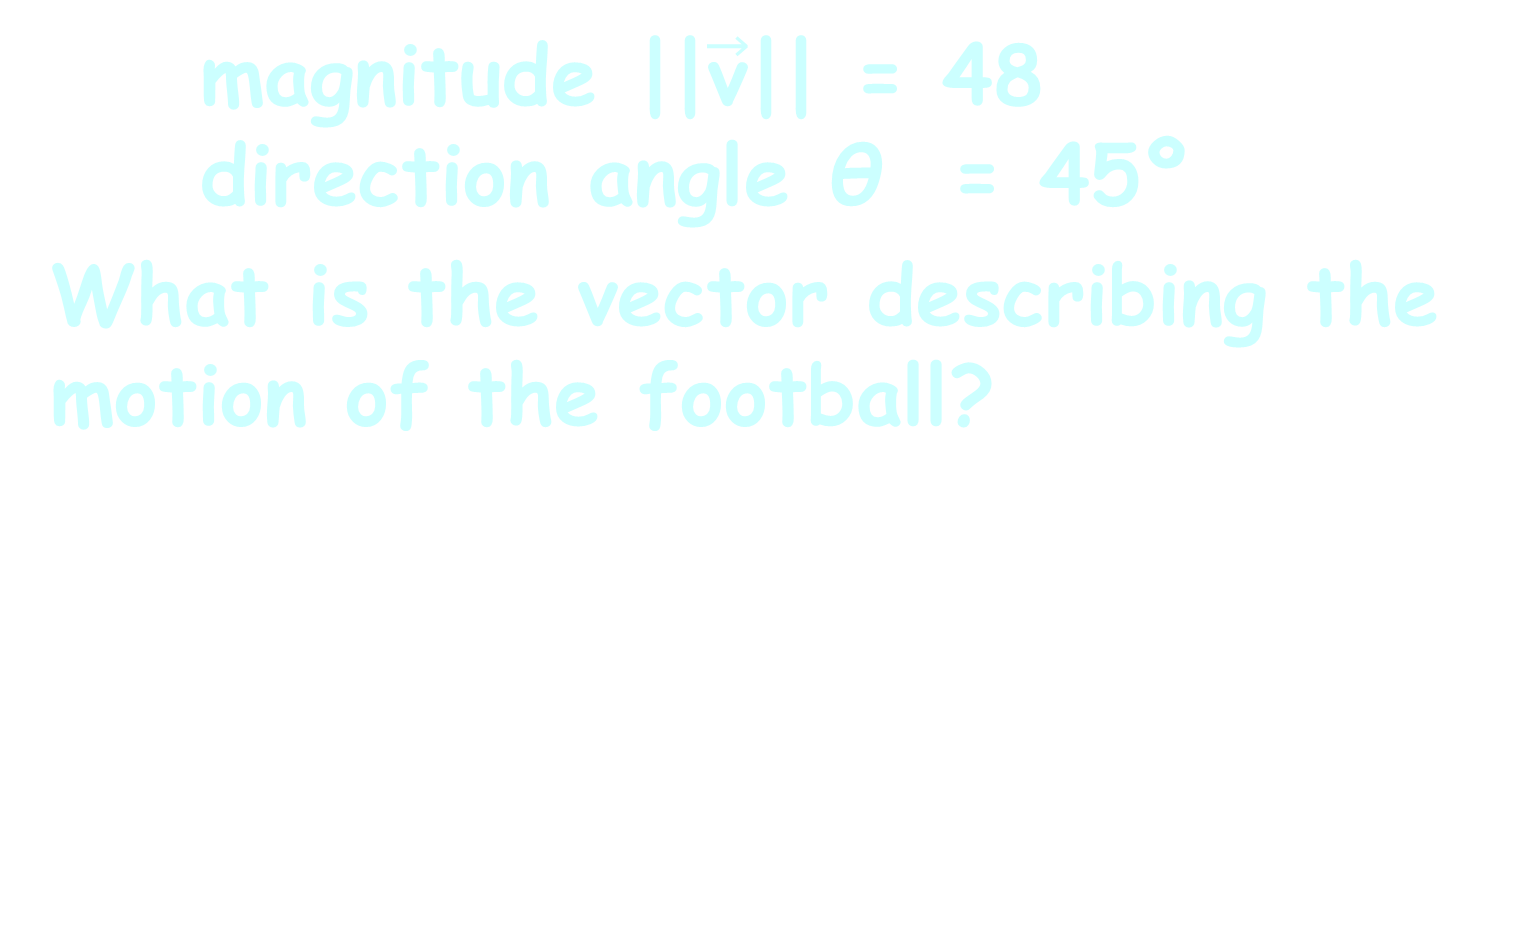 magnitude ||v⃗|| = 48
direction angle θ = 45°
What is the vector describing the
motion of the football?